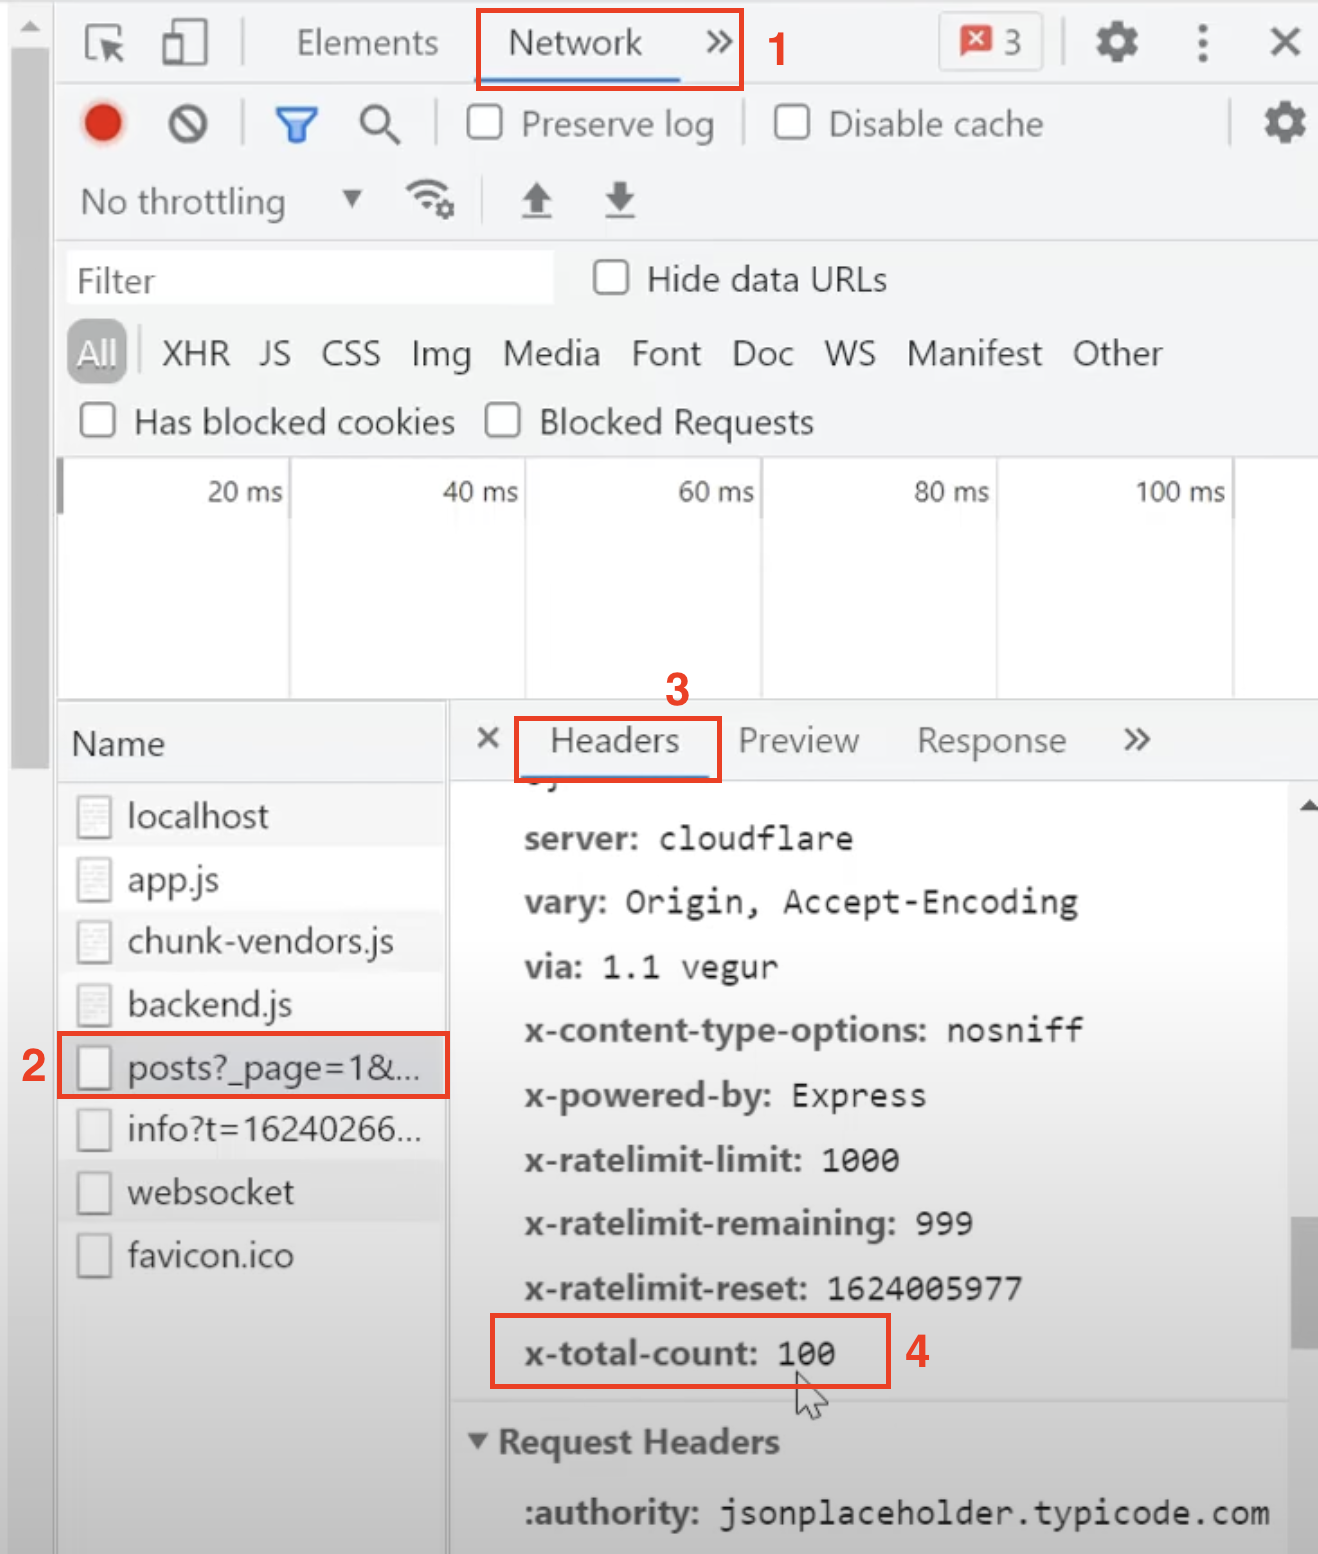 Elements Network 1 3
Preserve log Disable cache
No throttling
Filter Hide data URLs
All XHR JS CSS Img Media Font Doc WS Manifest Other
Has blocked cookies Blocked Requests
20 ms 40 ms 60 ms 80 ms 100 ms
3
Name
localhost
app.js
chunk-vendors.js
backend.js
2 posts?_page=1&...
info?t=16240266...
websocket
favicon.ico
Headers Preview Response
server: cloudflare
vary: Origin, Accept-Encoding
via: 1.1 vegur
x-content-type-options: nosniff
x-powered-by: Express
x-ratelimit-limit: 1000
x-ratelimit-remaining: 999
x-ratelimit-reset: 1624005977
x-total-count: 100 4
Request Headers
:authority: jsonplaceholder.typicode.com